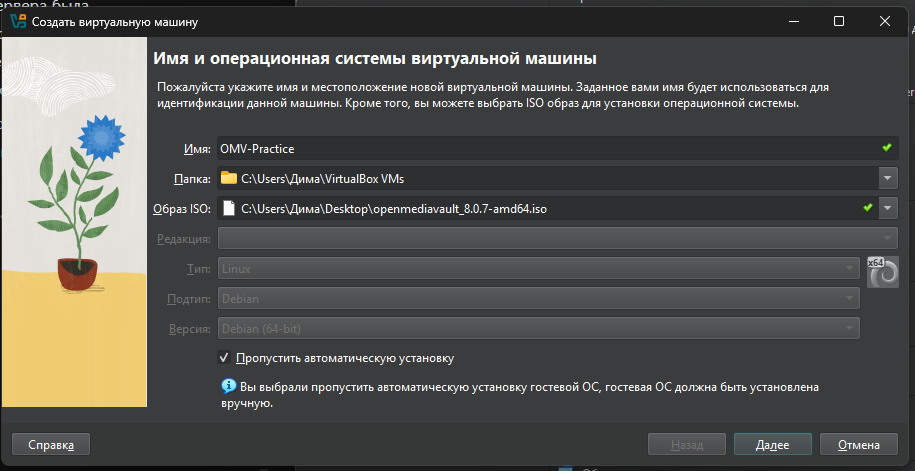 ервера была
Создать виртуальную машину
Имя и операционная системы виртуальной машины
Пожалуйста укажите имя и местоположение новой виртуальной машины. Заданное вами имя будет использоваться для
идентификации данной машины. Кроме того, вы можете выбрать ISO образ для установки операционной системы.
Имя: OMV-Practice
Папка: C:\Users\Дима\VirtualBox VMs
Образ ISO: C:\Users\Дима\Desktop\openmediavault_8.0.7-amd64.iso
Редакция:
Тип: Linux
x64
Подтип: Debian
Версия: Debian (64-bit)
Пропустить автоматическую установку
Вы выбрали пропустить автоматическую установку гостевой ОС, гостевая ОС должна быть установлена
вручную.
Справка Назад Далее Отмена